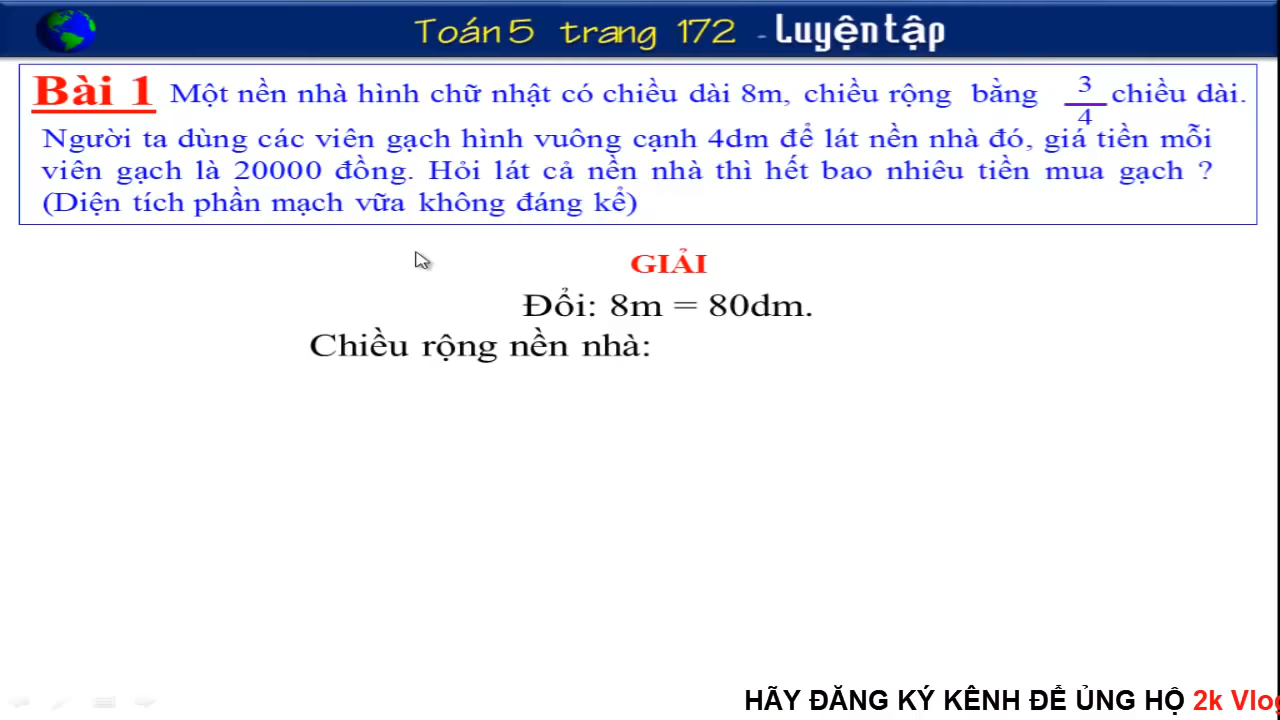 Toán 5 trang 172 - Luyện tập
Bài 1 Một nền nhà hình chữ nhật có chiều dài 8m, chiều rộng bằng 3/4 chiều dài.
Người ta dùng các viên gạch hình vuông cạnh 4dm để lát nền nhà đó, giá tiền mỗi
viên gạch là 20000 đồng. Hỏi lát cả nền nhà thì hết bao nhiêu tiền mua gạch ?
(Diện tích phần mạch vữa không đáng kể)
GIẢI
Đổi: 8m = 80dm.
Chiều rộng nền nhà:
HÃY ĐĂNG KÝ KÊNH ĐỂ ỦNG HỘ 2k Vlog